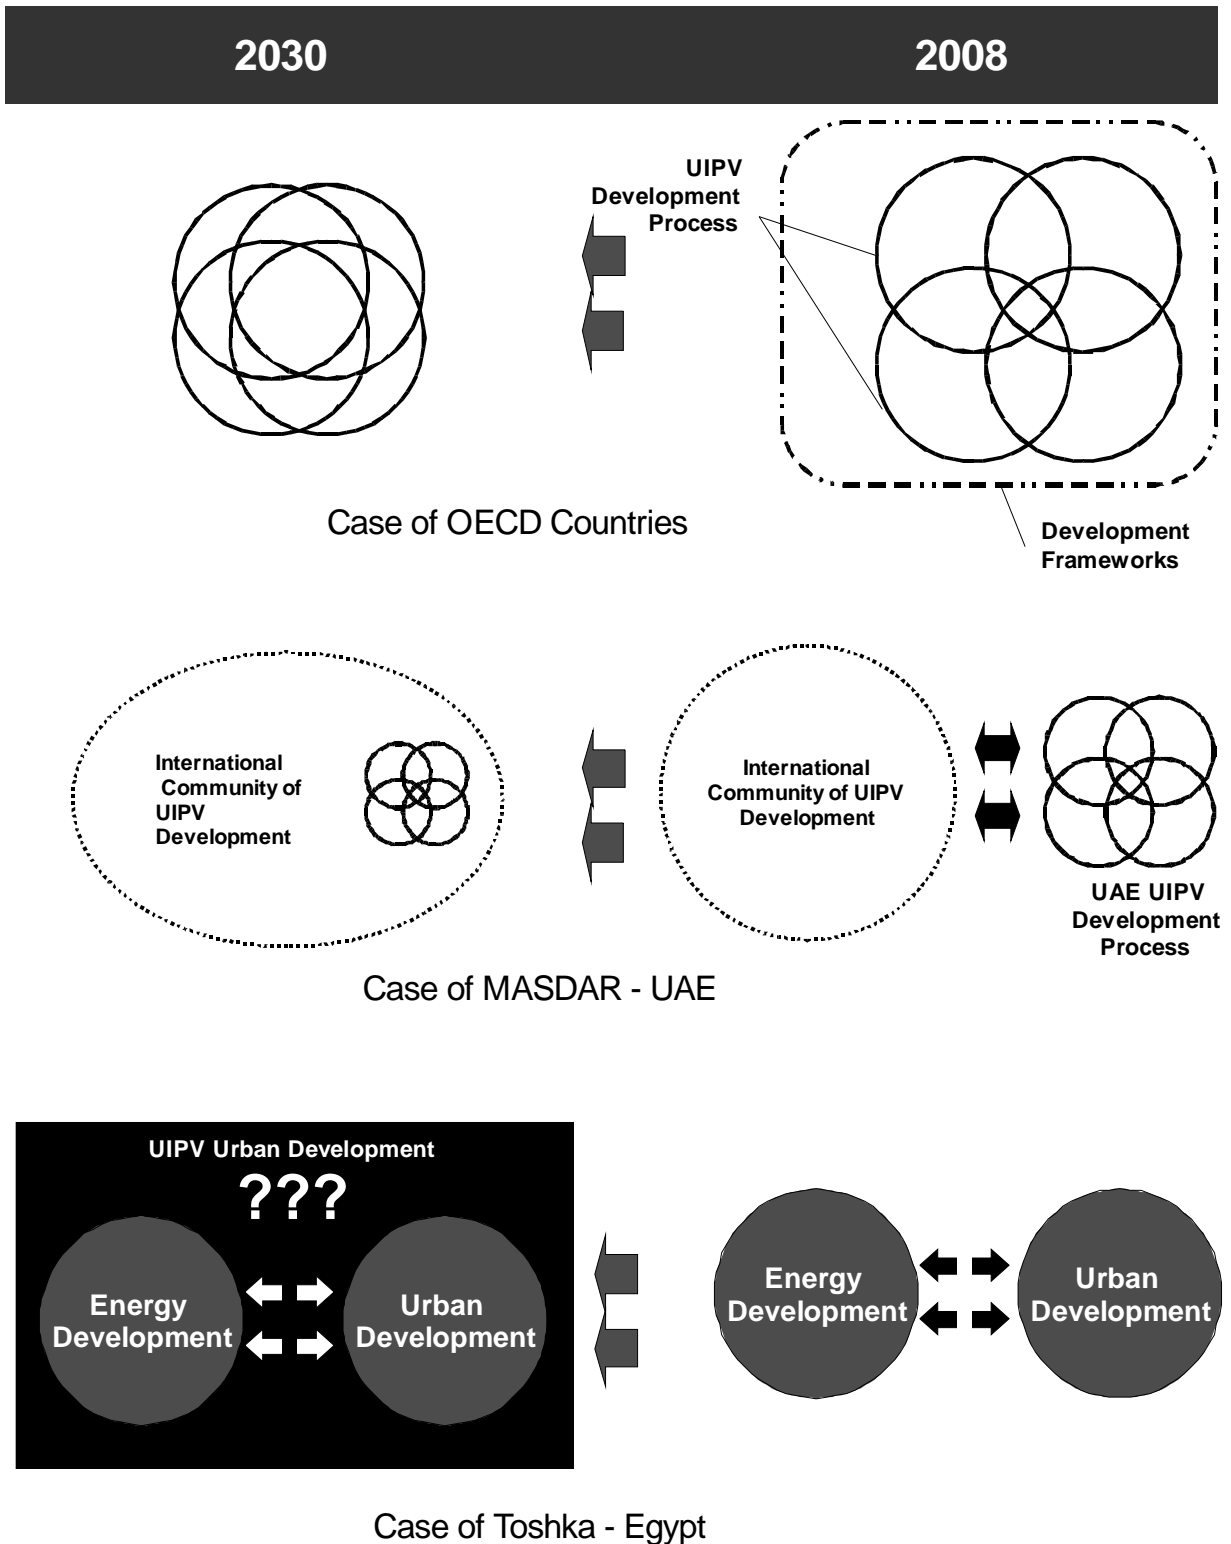 2030
2008
UIPV
Development
Process
Case of OECD Countries
Development
Frameworks
International
Community of
UIPV
Development
International
Community of UIPV
Development
UAE UIPV
Development
Process
Case of MASDAR - UAE
UIPV Urban Development
???
Energy
Development
Urban
Development
Energy
Development
Urban
Development
Case of Toshka - Egypt